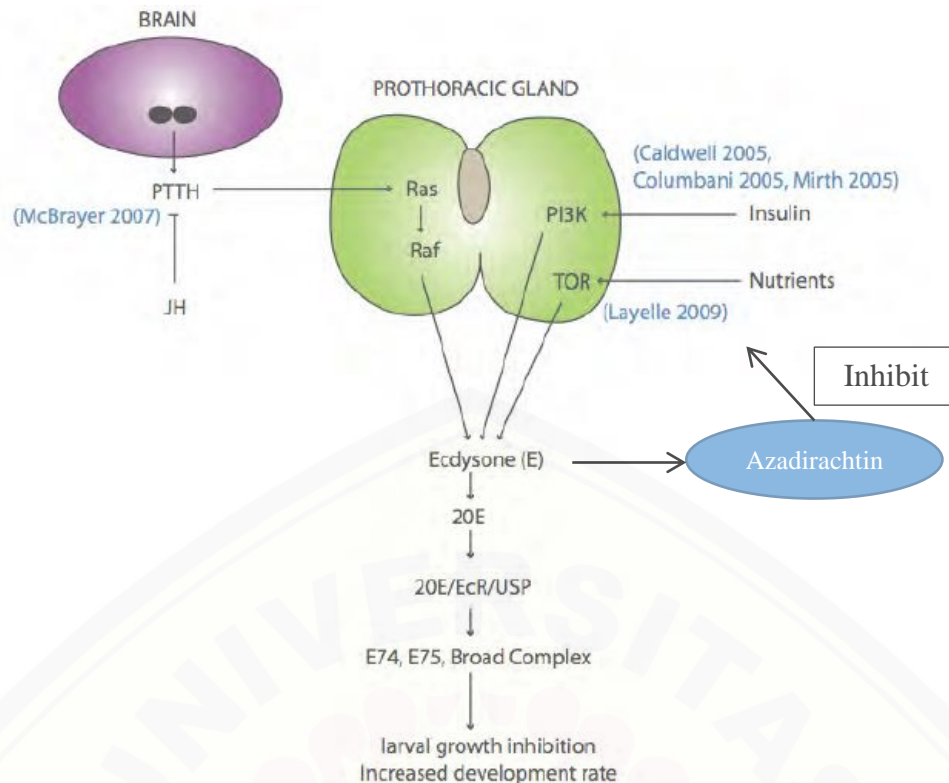 BRAIN
PROTHORACIC GLAND
PTTH
(McBrayer 2007)
JH
Ras
Raf
(Caldwell 2005,
Columbani 2005, Mirth 2005)
PI3K
Insulin
TOR
Nutrients
(Layelle 2009)
Inhibit
Azadirachtin
Ecdysone (E)
20E
20E/EcR/USP
E74, E75, Broad Complex
larval growth inhibition
Increased development rate
UNIVERSITAS